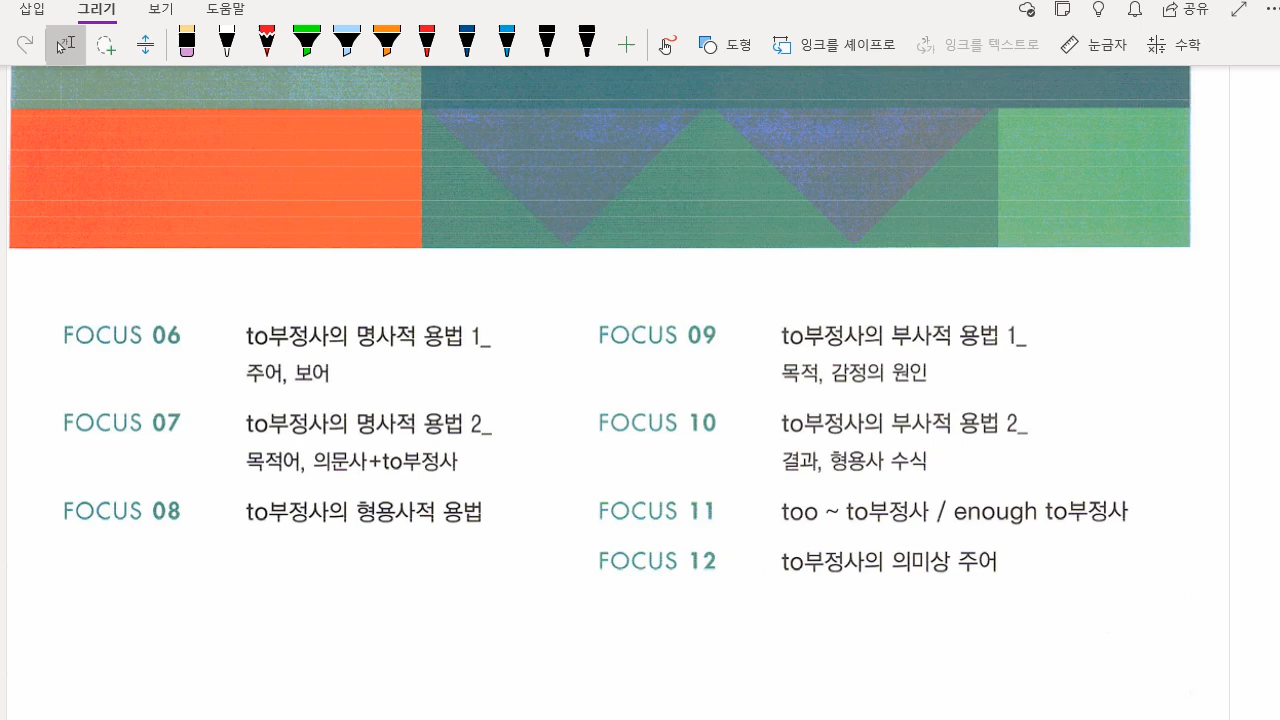 삽입 그리기 보기 도움말 공유
도형 잉크를 셰이프로 잉크를 텍스트로 눈금자 수학
FOCUS 06 to부정사의 명사적 용법 1_
주어, 보어
FOCUS 07 to부정사의 명사적 용법 2_
목적어, 의문사+to부정사
FOCUS 08 to부정사의 형용사적 용법
FOCUS 09 to부정사의 부사적 용법 1_
목적, 감정의 원인
FOCUS 10 to부정사의 부사적 용법 2_
결과, 형용사 수식
FOCUS 11 too ~ to부정사 / enough to부정사
FOCUS 12 to부정사의 의미상 주어